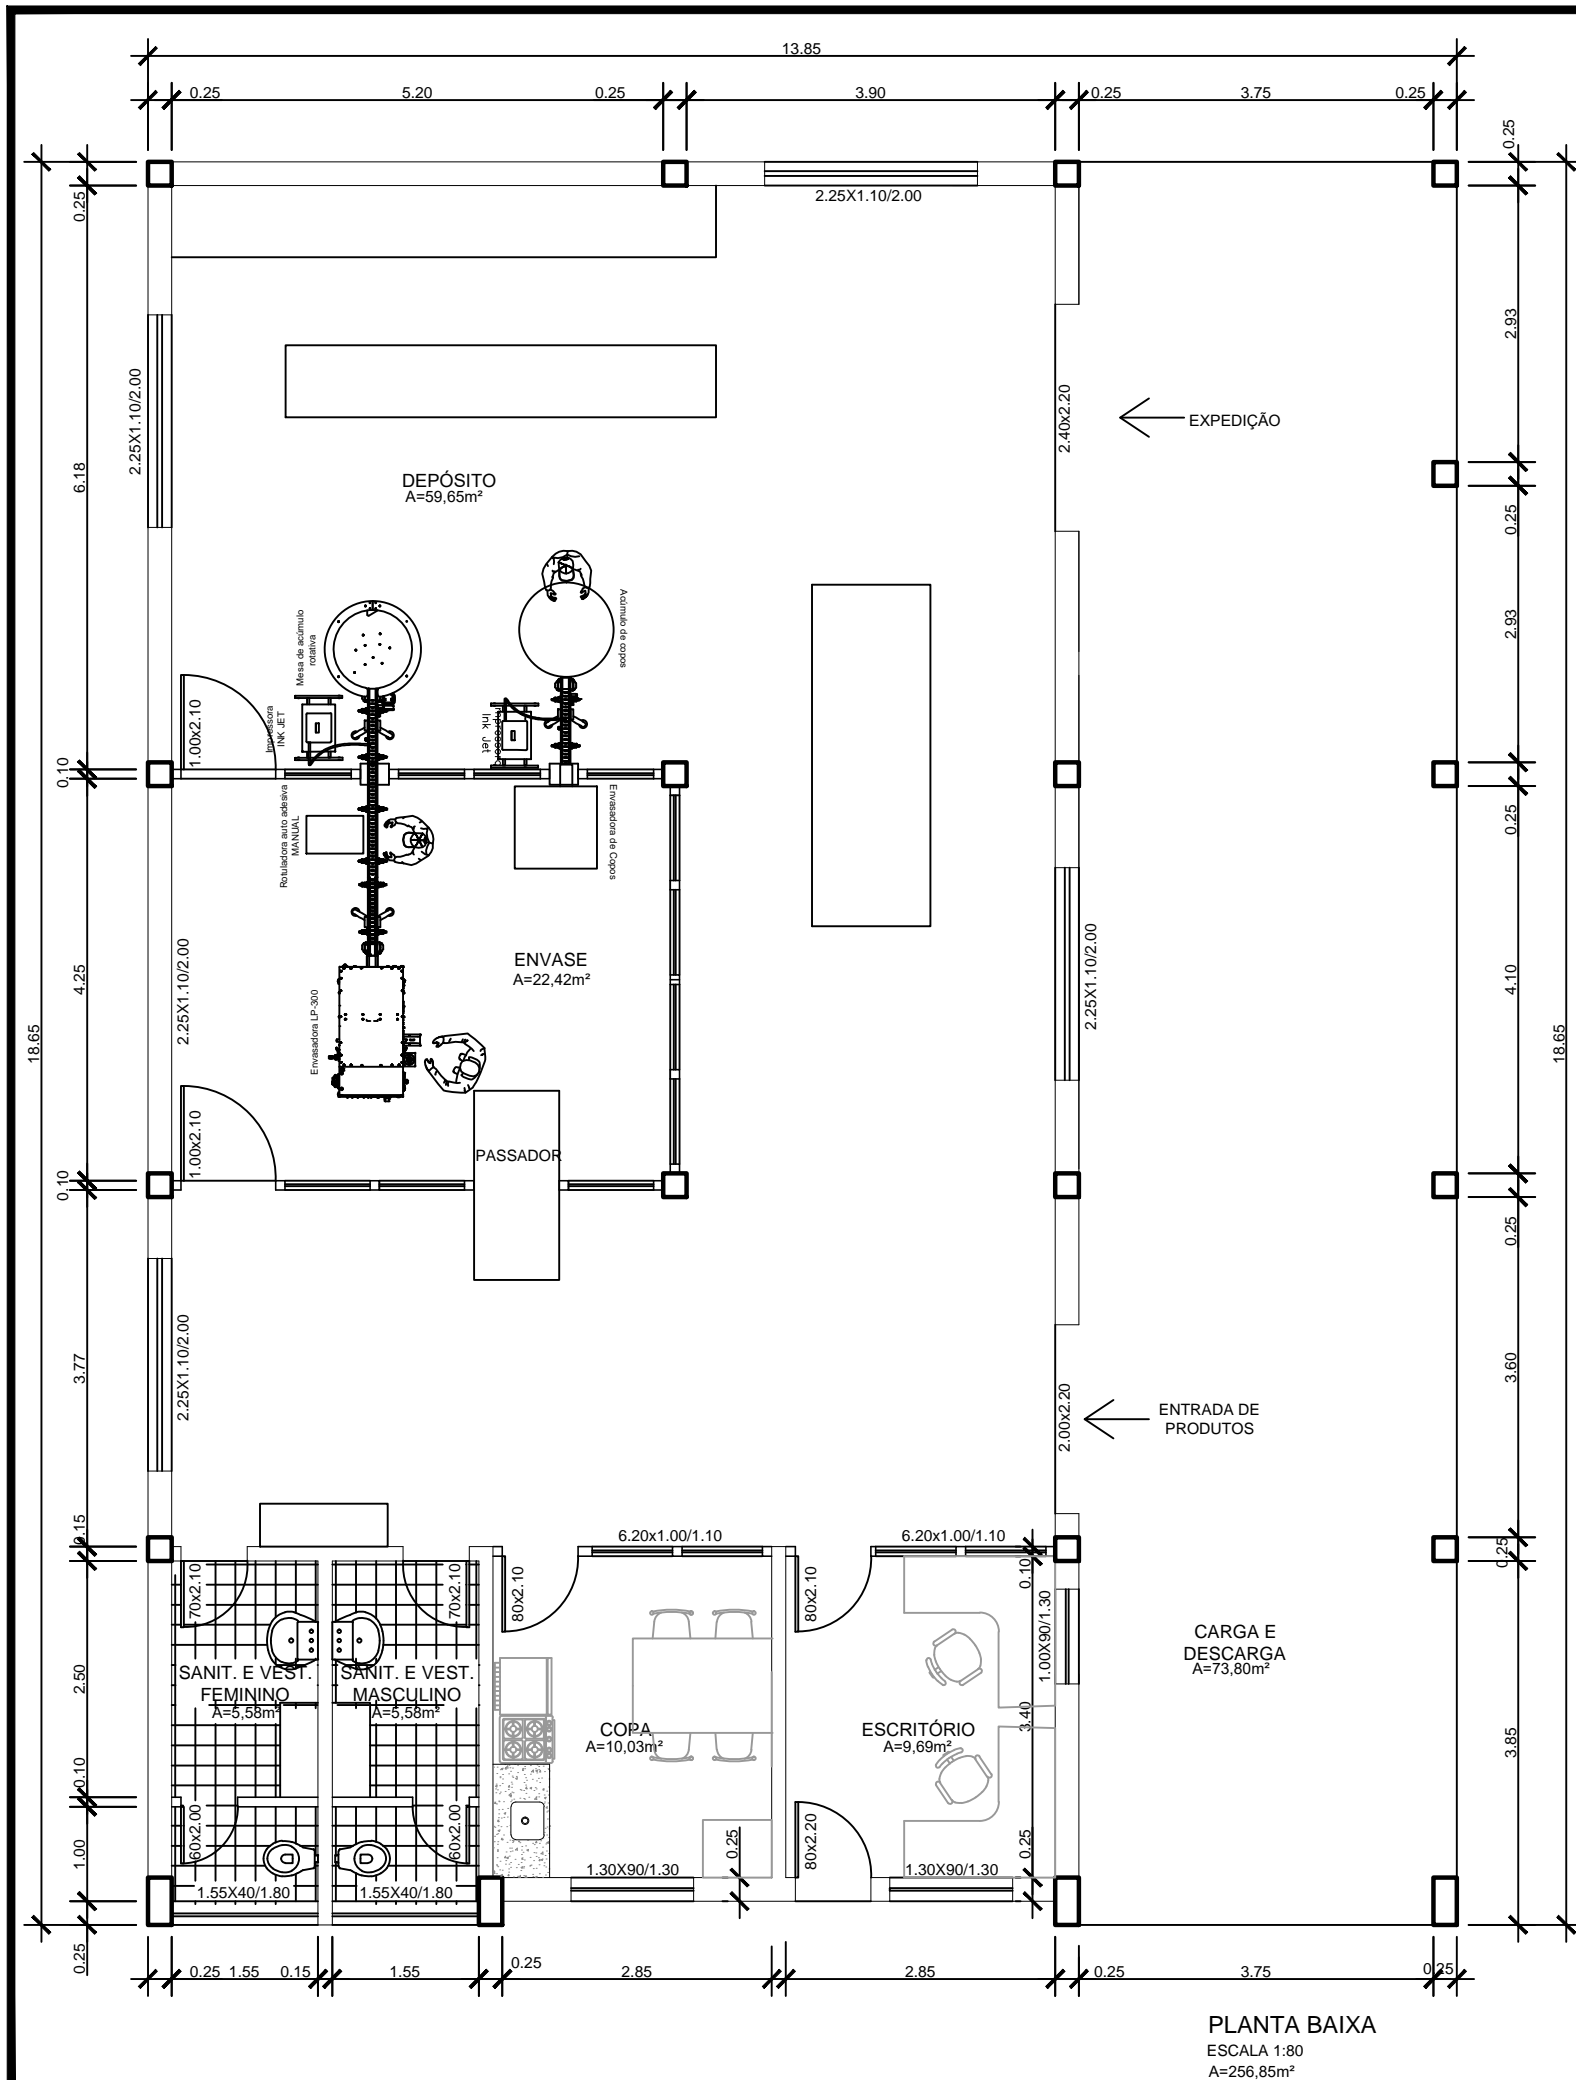 13.85
0.25
5.20
0.25
3.90
0.25
3.75
0.25
0.25
0.25
2.25X1.10/2.00
2.93
2.25X1.10/2.00
2.40x2.20
EXPEDIÇÃO
6.18
DEPÓSITO
A=59,65m²
0.25
2.93
Mesa de acúmulo
rotativa
Acúmulo de copos
1.00x2.10
Impressora
INK JET
Impressora
Ink Jet
0.10
0.25
Rotuladora auto adesiva
MANUAL
Envasadora de Copos
ENVASE
A=22,42m²
2.25X1.10/2.00
2.25X1.10/2.00
4.25
4.10
Envasadora LP-300
18.65
18.65
1.00x2.10
PASSADOR
0.10
0.25
2.25X1.10/2.00
3.77
3.60
2.00x2.20
ENTRADA DE
PRODUTOS
0.15
6.20x1.00/1.10
6.20x1.00/1.10
0.25
0.10
70x2.10
70x2.10
80x2.10
80x2.10
1.00X90/1.30
CARGA E
DESCARGA
A=73,80m²
2.50
SANIT. E VEST.
FEMININO
A=5,58m²
SANIT. E VEST.
MASCULINO
A=5,58m²
COPA
A=10,03m²
ESCRITÓRIO
A=9,69m²
3.40
3.85
0.10
1.00
60x2.00
60x2.00
0.25
80x2.20
0.25
1.55X40/1.80
1.55X40/1.80
1.30X90/1.30
1.30X90/1.30
0.25
0.25
1.55
0.15
1.55
0.25
2.85
2.85
0.25
3.75
0.25
PLANTA BAIXA
ESCALA 1:80
A=256,85m²